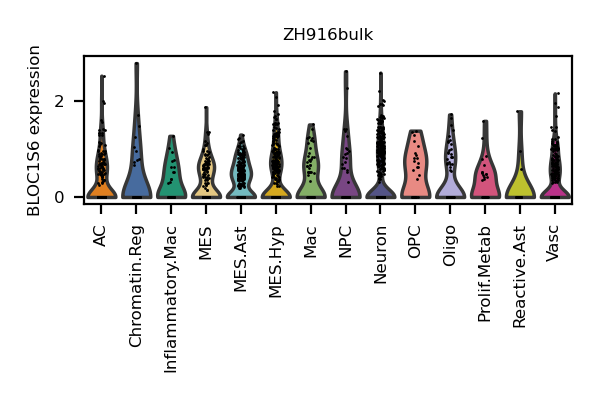 ZH916bulk
BLOC1S6 expression
2
0
AC
Chromatin.Reg
Inflammatory.Mac
MES
MES.Ast
MES.Hyp
Mac
NPC
Neuron
OPC
Oligo
Prolif.Metab
Reactive.Ast
Vasc